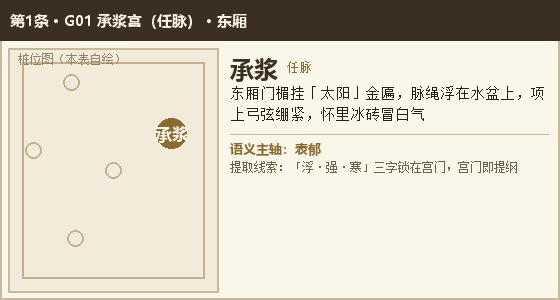 第1条·G01 承浆宫（任脉）·东厢
桩位图（本表自绘）
承浆
承浆 任脉
东厢门楣挂「太阳」金匾，脉绳浮在水盆上，项
上弓弦绷紧，怀里冰砖冒白气
语义主轴：表郁
提取线索：「浮·强·寒」三字锁在宫门，宫门即提纲